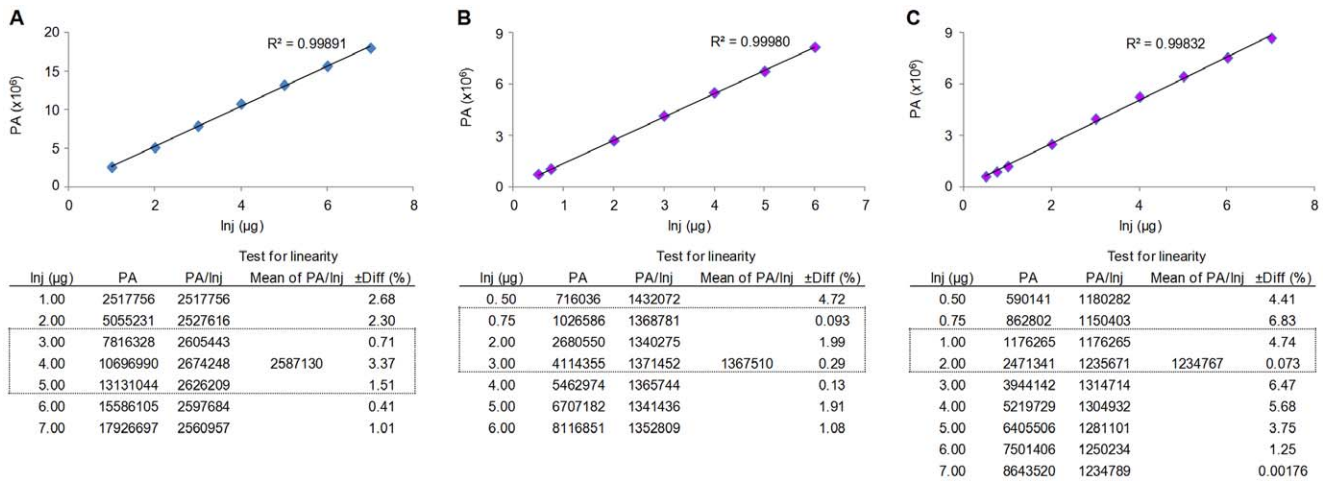 A
R² = 0.99891
20
15
10
5
0
PA (x10⁶)
0 2 4 6 8
Inj (µg)
Test for linearity
Inj (µg) PA PA/Inj Mean of PA/Inj ±Diff (%)
1.00 2517756 2517756 2.68
2.00 5055231 2527616 2.30
3.00 7816328 2605443 0.71
4.00 10696990 2674248 2587130 3.37
5.00 13131044 2626209 1.51
6.00 15586105 2597684 0.41
7.00 17926697 2560957 1.01
B
R² = 0.99980
9
6
3
0
PA (x10⁶)
0 1 2 3 4 5 6 7
Inj (µg)
Test for linearity
Inj (µg) PA PA/Inj Mean of PA/Inj ±Diff (%)
0. 50 716036 1432072 4.72
0.75 1026586 1368781 0.093
2.00 2680550 1340275 1.99
3.00 4114355 1371452 1367510 0.29
4.00 5462974 1365744 0.13
5.00 6707182 1341436 1.91
6.00 8116851 1352809 1.08
C
R² = 0.99832
9
6
3
0
PA (x10⁶)
0 2 4 6 8
Inj (µg)
Test for linearity
Inj (µg) PA PA/Inj Mean of PA/Inj ±Diff (%)
0.50 590141 1180282 4.41
0.75 862802 1150403 6.83
1.00 1176265 1176265 4.74
2.00 2471341 1235671 1234767 0.073
3.00 3944142 1314714 6.47
4.00 5219729 1304932 5.68
5.00 6405506 1281101 3.75
6.00 7501406 1250234 1.25
7.00 8643520 1234789 0.00176